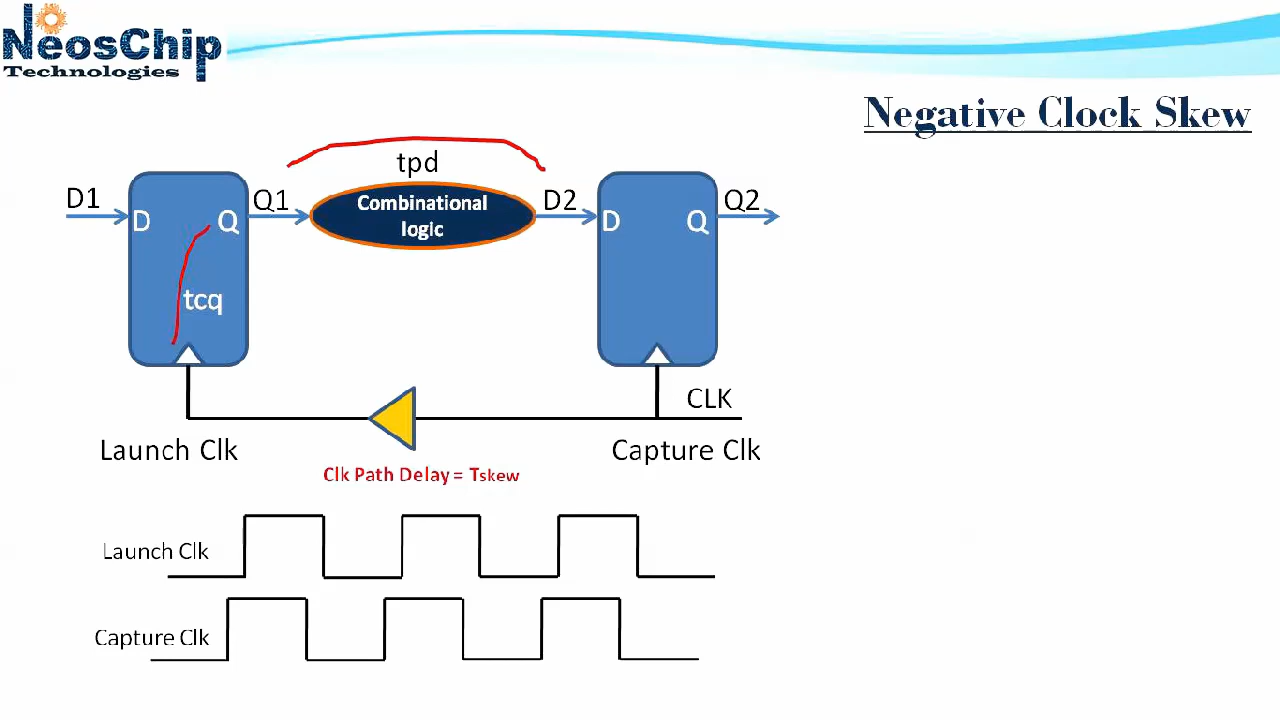 NeosChip
Technologies
Negative Clock Skew
tpd
D1
Q1
Combinational
logic
D2
Q2
D
Q
D
Q
tcq
CLK
Launch Clk
Capture Clk
Clk Path Delay = Tskew
Launch Clk
Capture Clk